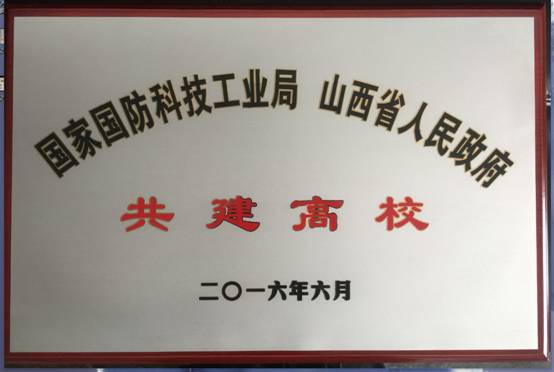 国家国防科技工业局 山西省人民政府
共建高校
二〇一六年六月